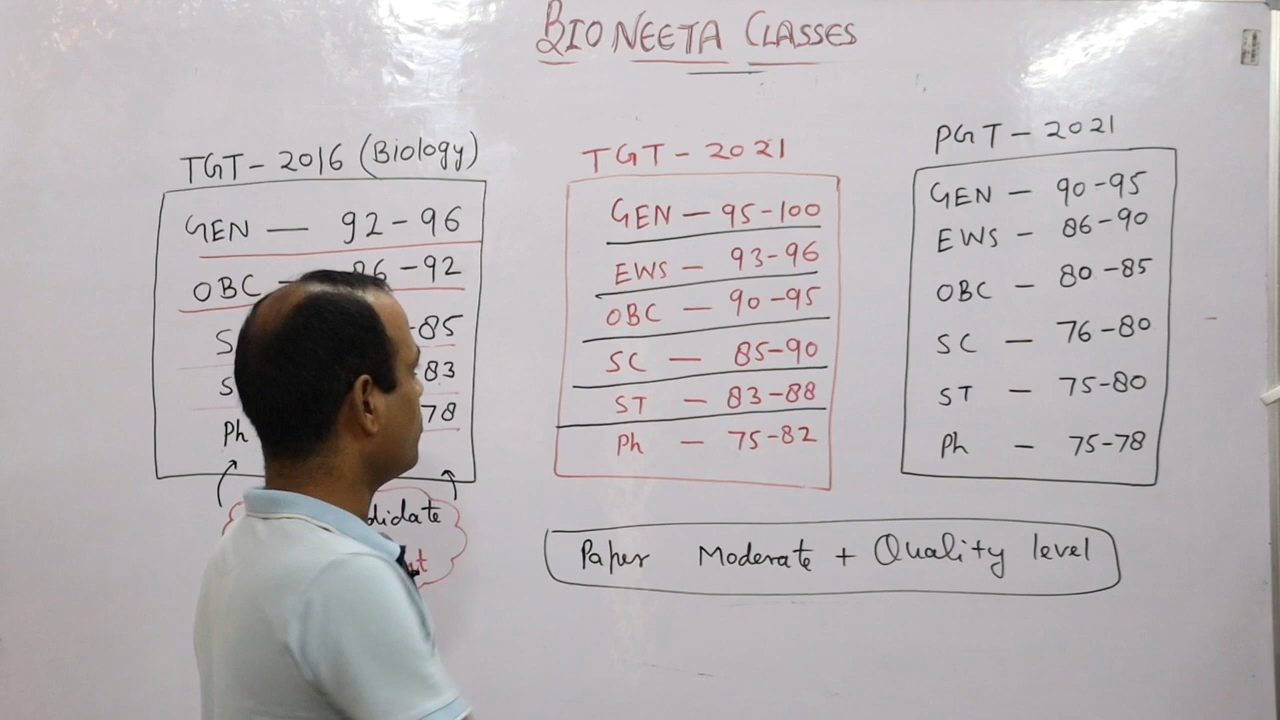 BIO NEETA CLASSES
TGT - 2016 (Biology)
GEN — 92 - 96
OBC - 86 - 92
-85
83
Ph 78
TGT - 2021
GEN — 95-100
EWS — 93-96
OBC — 90-95
SC — 85-90
ST — 83-88
Ph — 75-82
PGT - 2021
GEN — 90-95
EWS - 86-90
OBC - 80-85
SC — 76-80
ST - 75-80
Ph - 75-78
Paper Moderate + Quality level